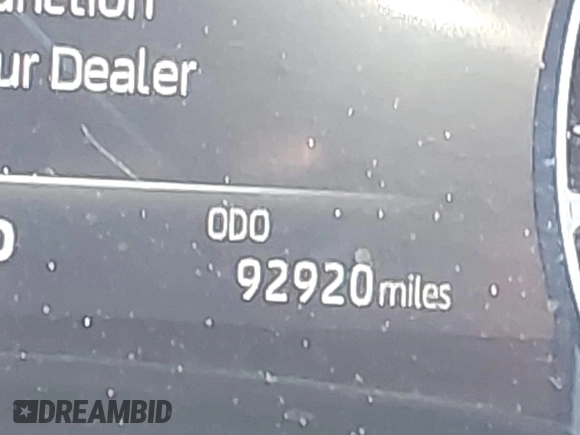 ur Dealer
ODO
92920 miles
DREAMBID